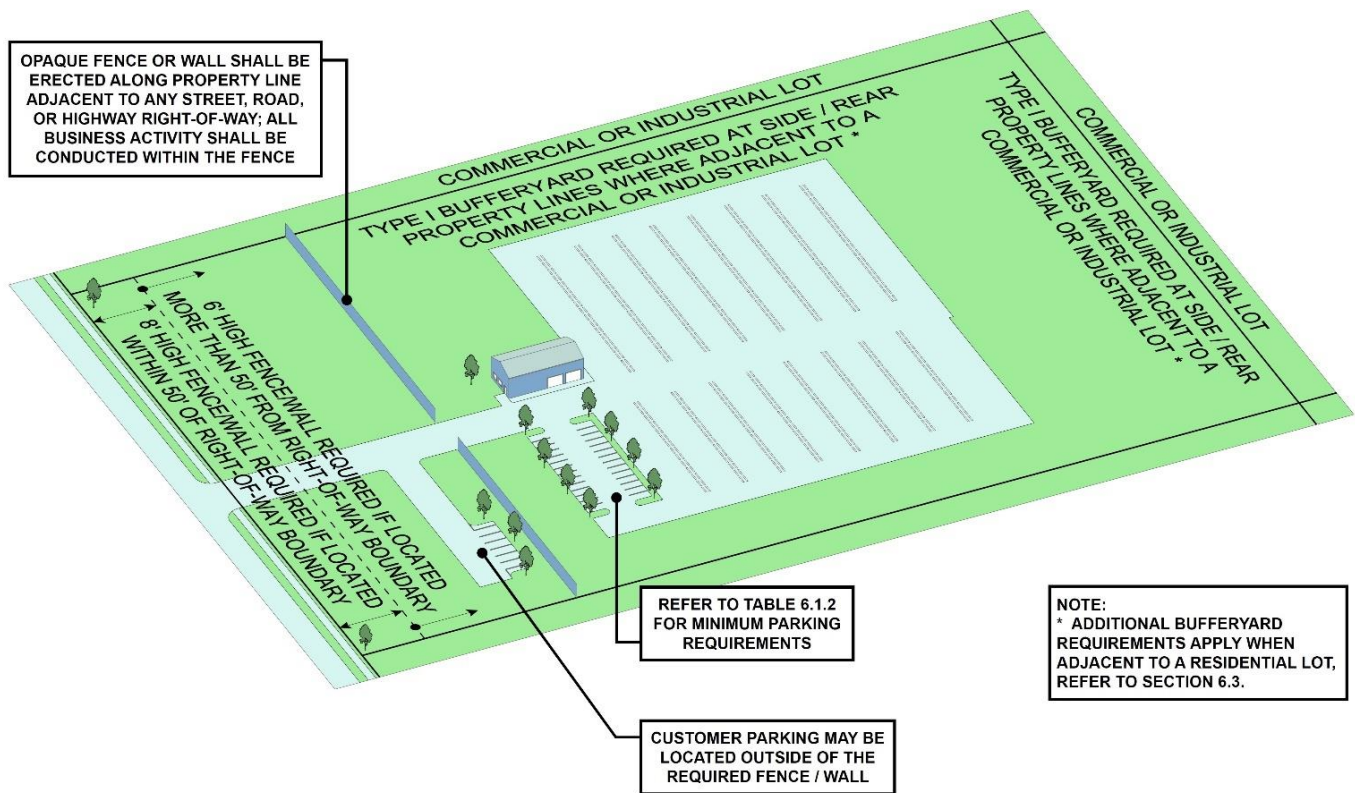 OPAQUE FENCE OR WALL SHALL BE
ERECTED ALONG PROPERTY LINE
ADJACENT TO ANY STREET, ROAD,
OR HIGHWAY RIGHT-OF-WAY; ALL
BUSINESS ACTIVITY SHALL BE
CONDUCTED WITHIN THE FENCE
COMMERCIAL OR INDUSTRIAL LOT
TYPE I BUFFERYARD REQUIRED AT SIDE / REAR
PROPERTY LINES WHERE ADJACENT TO A
COMMERCIAL OR INDUSTRIAL LOT *
COMMERCIAL OR INDUSTRIAL LOT
TYPE I BUFFERYARD REQUIRED AT SIDE / REAR
PROPERTY LINES WHERE ADJACENT TO A
COMMERCIAL OR INDUSTRIAL LOT *
6' HIGH FENCE/WALL REQUIRED IF LOCATED
MORE THAN 50' FROM RIGHT-OF-WAY BOUNDARY
8' HIGH FENCE/WALL REQUIRED IF LOCATED
WITHIN 50' OF RIGHT-OF-WAY BOUNDARY
REFER TO TABLE 6.1.2
FOR MINIMUM PARKING
REQUIREMENTS
CUSTOMER PARKING MAY BE
LOCATED OUTSIDE OF THE
REQUIRED FENCE / WALL
NOTE:
* ADDITIONAL BUFFERYARD
REQUIREMENTS APPLY WHEN
ADJACENT TO A RESIDENTIAL LOT,
REFER TO SECTION 6.3.